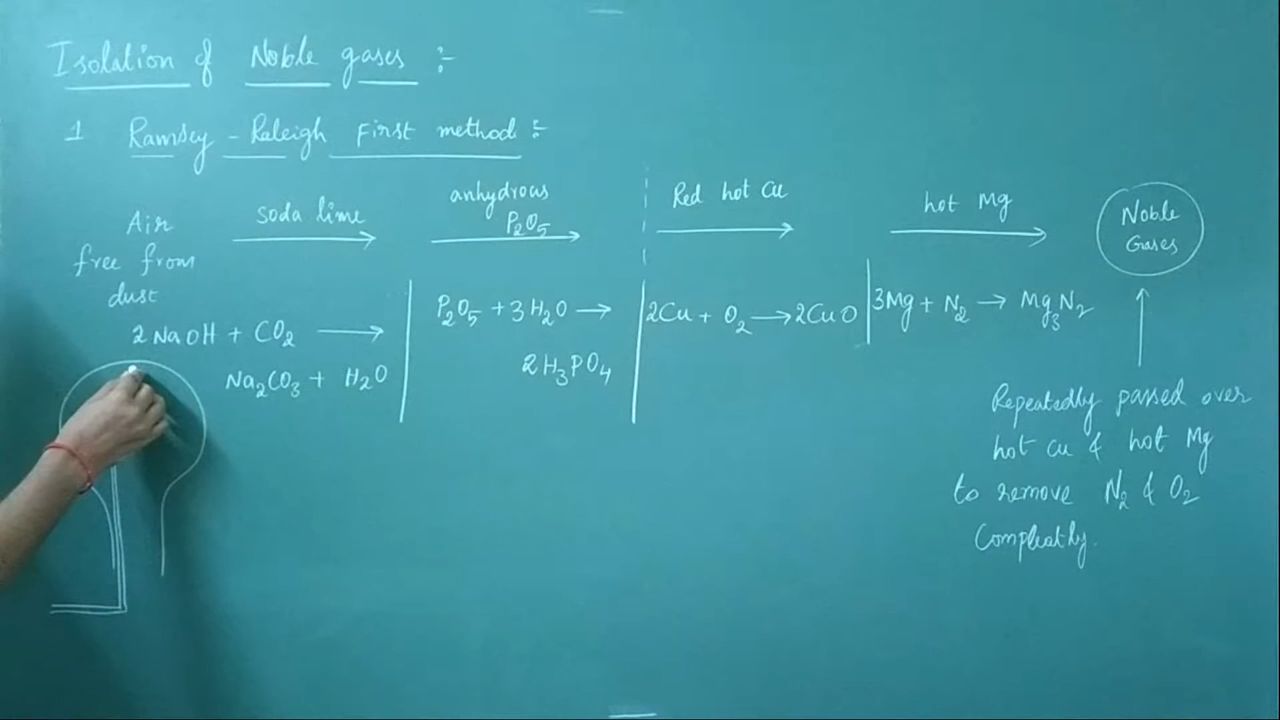 Isolation of Noble gases :-
1 Ramsey - Raleigh First method :-
Air free from dust
soda lime
anhydrous P₂O₅
Red hot Cu
hot Mg
Noble Gases
2NaOH + CO₂ →
Na₂CO₃ + H₂O
P₂O₅ + 3H₂O →
2H₃PO₄
2Cu + O₂ → 2CuO
3Mg + N₂ → Mg₃N₂
Repeatedly passed over
hot Cu & hot Mg
to remove N₂ & O₂
Compleatly.